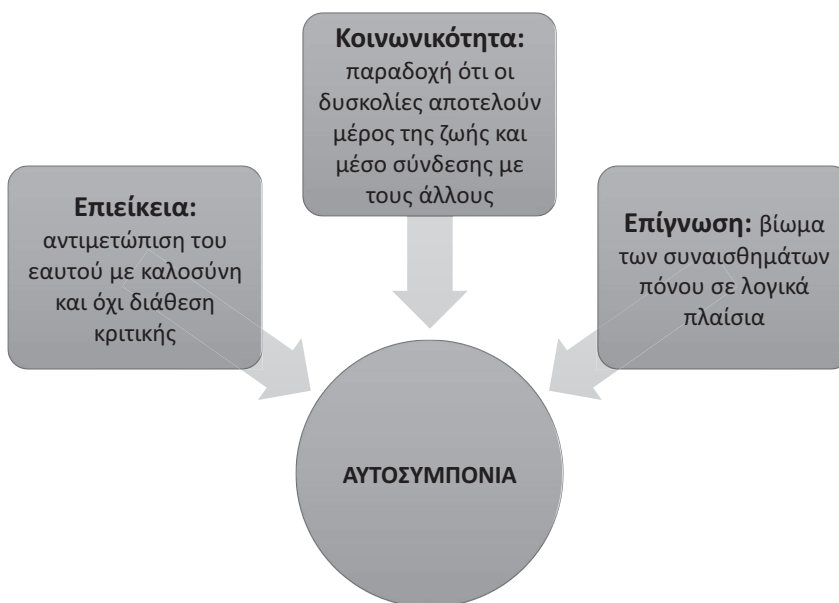 Κοινωνικότητα:
παραδοχή ότι οι
δυσκολίες αποτελούν
μέρος της ζωής και
μέσο σύνδεσης με
τους άλλους
Επιείκεια:
αντιμετώπιση του
εαυτού με καλοσύνη
και όχι διάθεση
κριτικής
Επίγνωση: βίωμα
των συναισθημάτων
πόνου σε λογικά
πλαίσια
ΑΥΤΟΣΥΜΠΟΝΙΑ